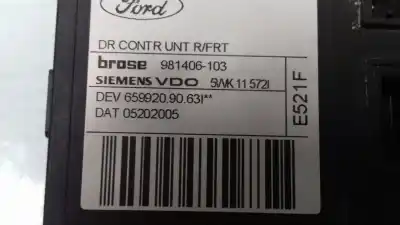 Ford
DR CONTR UNT R/FRT
brose 981406-103
SIEMENS VDO 5WK 11 572I
DEV 659920.90.63I**
DAT 05202005
E521F